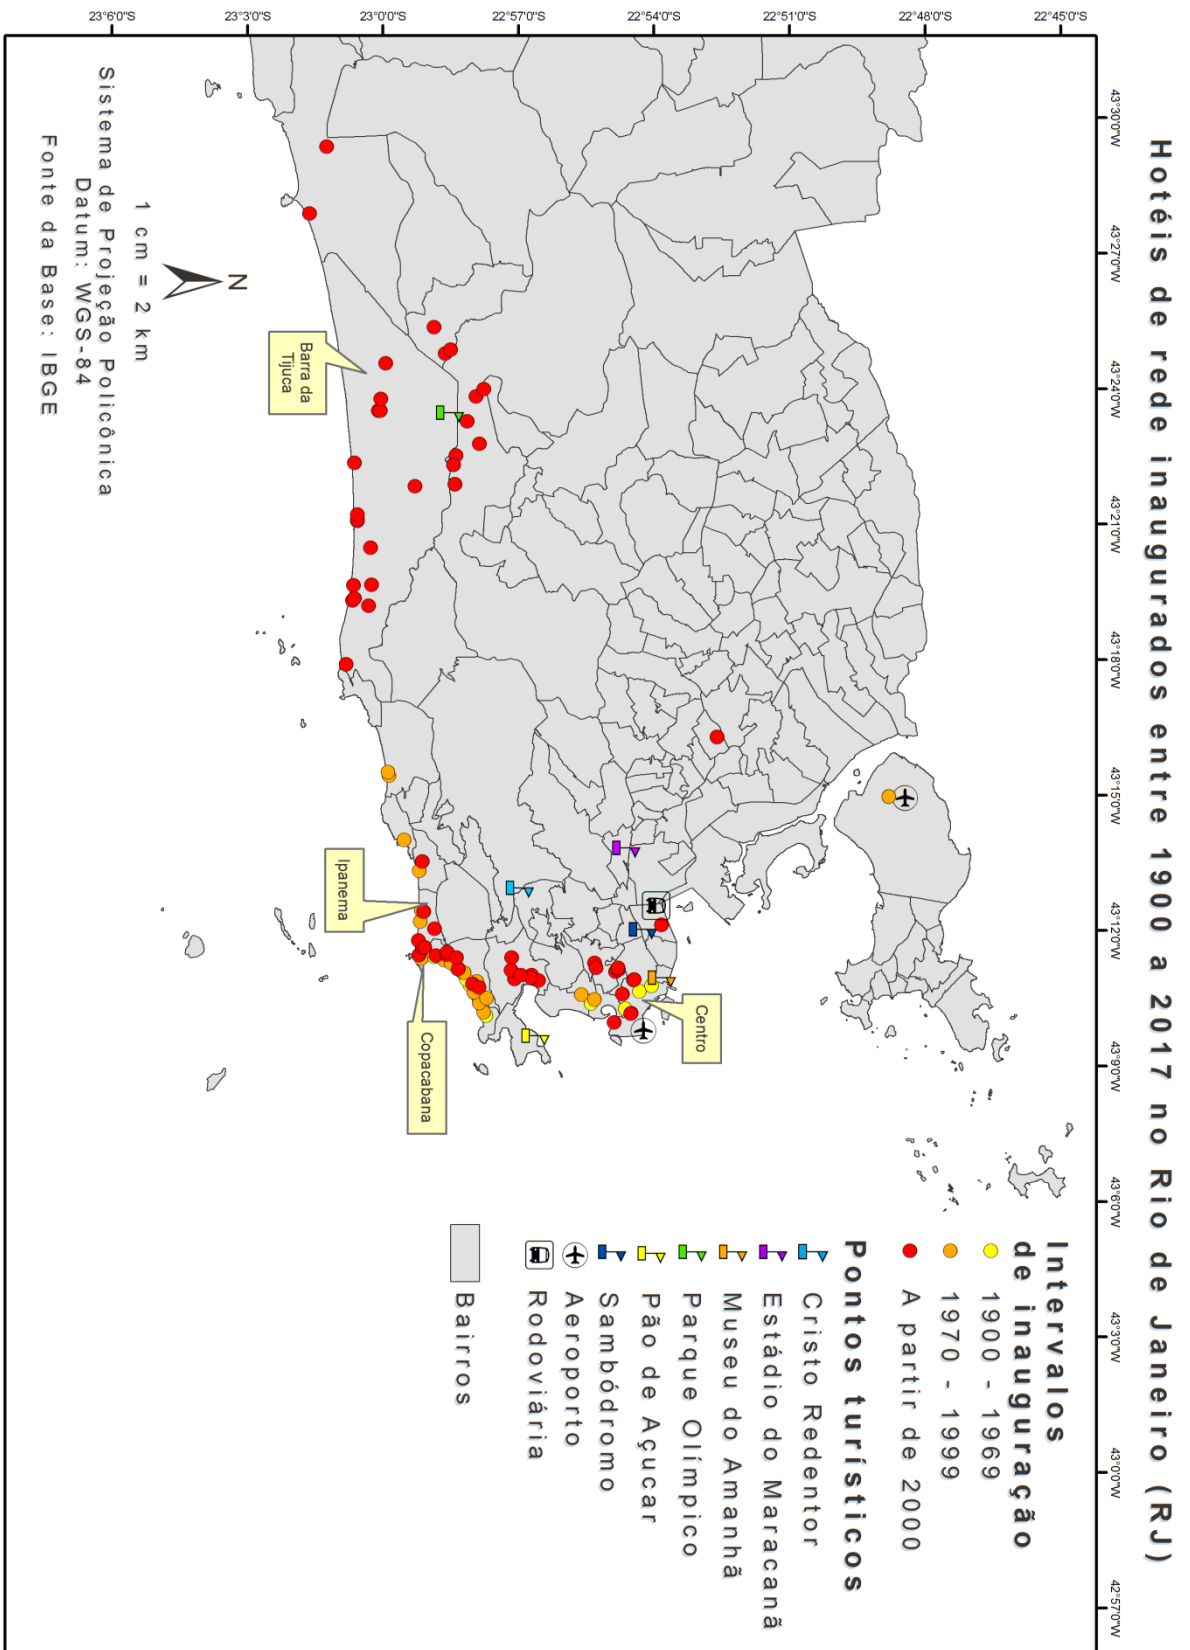 Hotéis de rede inaugurados entre 1900 a 2017 no Rio de Janeiro (RJ)
43°30'0"W
43°27'0"W
43°24'0"W
43°21'0"W
43°18'0"W
43°15'0"W
43°12'0"W
43°9'0"W
43°6'0"W
43°3'0"W
43°0'0"W
42°57'0"W
22°45'0"S
22°48'0"S
22°51'0"S
22°54'0"S
22°57'0"S
23°0'0"S
23°3'0"S
23°6'0"S
Centro
Barra da
Tijuca
Ipanema
Copacabana
Intervalos
de inauguração
1900 - 1969
1970 - 1999
A partir de 2000
Pontos turísticos
Cristo Redentor
Estádio do Maracanã
Museu do Amanhã
Parque Olímpico
Pão de Açucar
Sambódromo
Aeroporto
Rodoviária
Bairros
N
1 cm = 2 km
Sistema de Projeção Policônica
Datum: WGS-84
Fonte da Base: IBGE